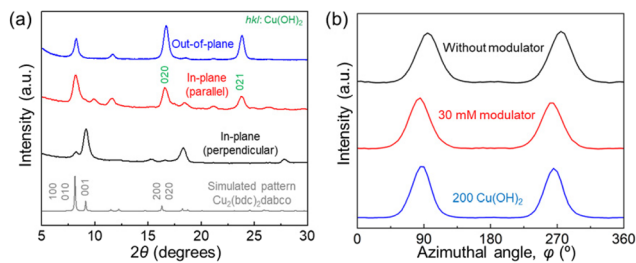 (a)
hkl: Cu(OH)₂
Out-of-plane
In-plane
(parallel)
020
021
In-plane
(perpendicular)
Simulated pattern
Cu₂(bdc)₂dabco
100
010
001
200
020
Intensity (a.u.)
5 10 15 20 25 30
2θ (degrees)
(b)
Without modulator
30 mM modulator
200 Cu(OH)₂
Intensity (a.u.)
0 90 180 270 360
Azimuthal angle, φ (º)